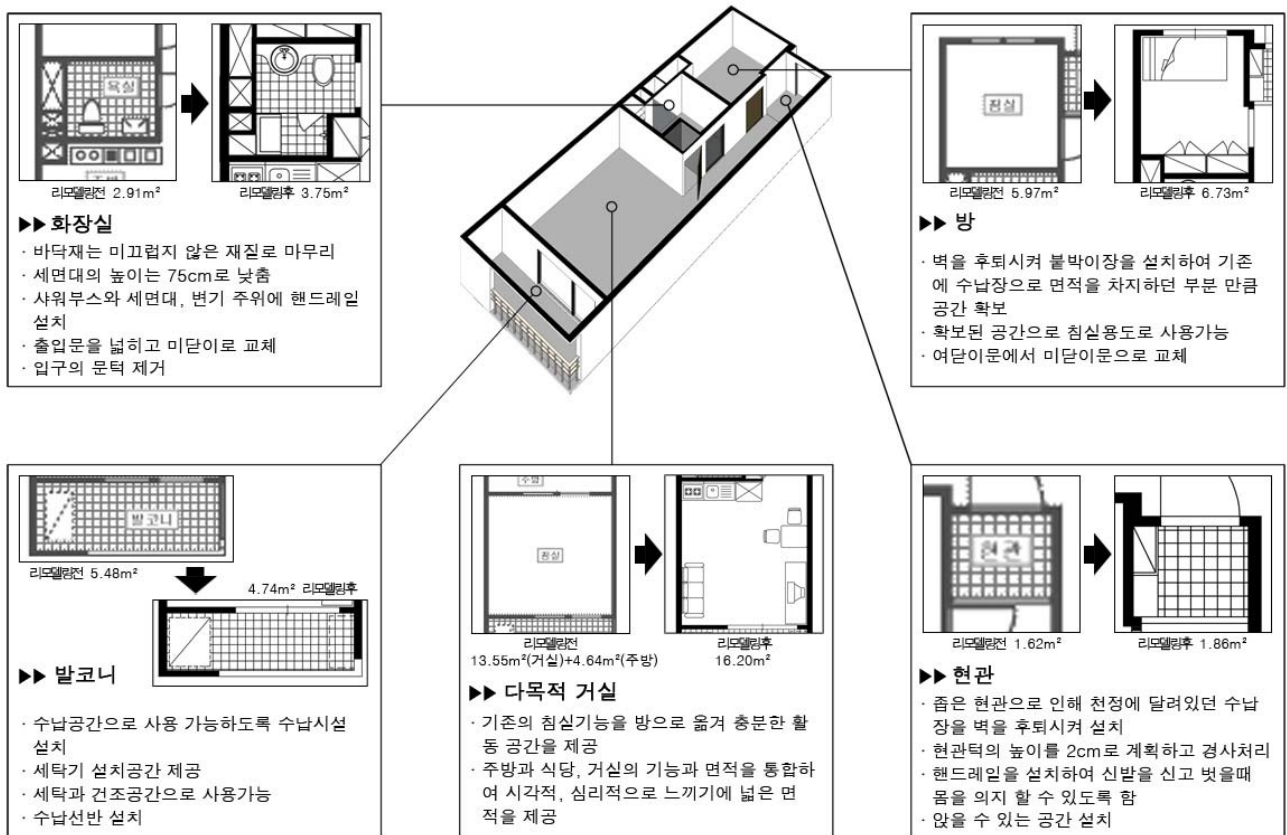 욕실
주방
리모델링전 2.91m²
리모델링후 3.75m²
▶▶ 화장실
· 바닥재는 미끄럽지 않은 재질로 마무리
· 세면대의 높이는 75cm로 낮춤
· 샤워부스와 세면대, 변기 주위에 핸드레일
설치
· 출입문을 넓히고 미닫이로 교체
· 입구의 문턱 제거
침실
리모델링전 5.97m²
리모델링후 6.73m²
▶▶ 방
· 벽을 후퇴시켜 붙박이장을 설치하여 기존
에 수납장으로 면적을 차지하던 부분 만큼
공간 확보
· 확보된 공간으로 침실용도로 사용가능
· 여닫이문에서 미닫이문으로 교체
발코니
리모델링전 5.48m²
4.74m² 리모델링후
▶▶ 발코니
· 수납공간으로 사용 가능하도록 수납시설
설치
· 세탁기 설치공간 제공
· 세탁과 건조공간으로 사용가능
· 수납선반 설치
주방
침실
리모델링전
13.55m²(거실)+4.64m²(주방)
리모델링후
16.20m²
▶▶ 다목적 거실
· 기존의 침실기능을 방으로 옮겨 충분한 활
동 공간을 제공
· 주방과 식당, 거실의 기능과 면적을 통합하
여 시각적, 심리적으로 느끼기에 넓은 면
적을 제공
현관
리모델링전 1.62m²
리모델링후 1.86m²
▶▶ 현관
· 좁은 현관으로 인해 천정에 달려있던 수납
장을 벽을 후퇴시켜 설치
· 현관턱의 높이를 2cm로 계획하고 경사처리
· 핸드레일을 설치하여 신발을 신고 벗을때
몸을 의지 할 수 있도록 함
· 앉을 수 있는 공간 설치